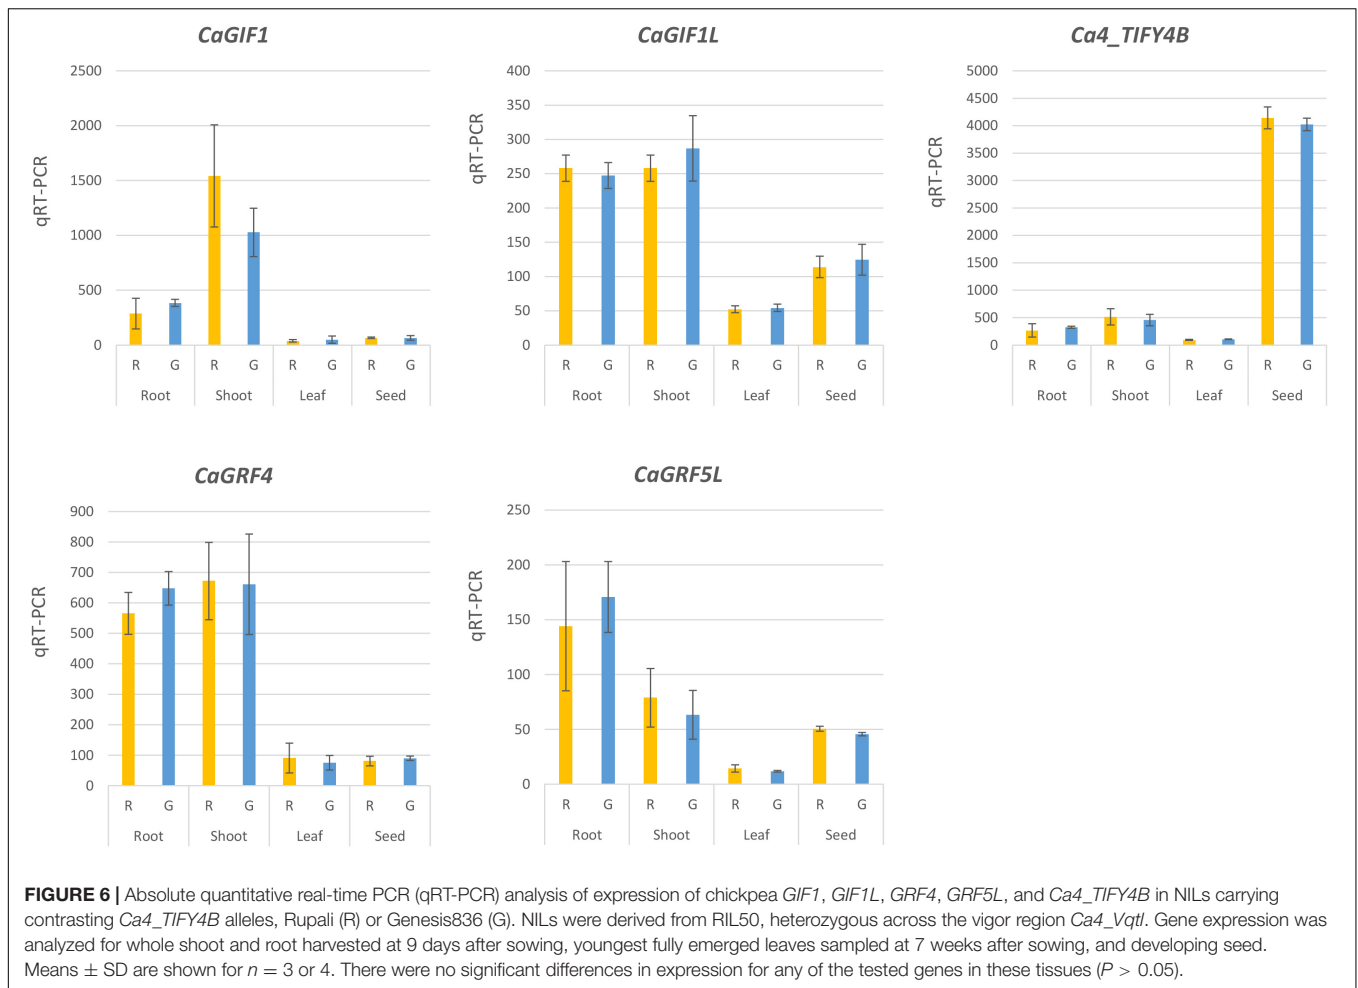 CaGIF1
CaGIF1L
Ca4_TIFY4B
qRT-PCR
2500
2000
1500
1000
500
0
R G R G R G R G
Root Shoot Leaf Seed
qRT-PCR
400
350
300
250
200
150
100
50
0
R G R G R G R G
Root Shoot Leaf Seed
qRT-PCR
5000
4500
4000
3500
3000
2500
2000
1500
1000
500
0
R G R G R G R G
Root Shoot Leaf Seed
CaGRF4
CaGRF5L
qRT-PCR
900
800
700
600
500
400
300
200
100
0
R G R G R G R G
Root Shoot Leaf Seed
qRT-PCR
250
200
150
100
50
0
R G R G R G R G
Root Shoot Leaf Seed
FIGURE 6 | Absolute quantitative real-time PCR (qRT-PCR) analysis of expression of chickpea GIF1, GIF1L, GRF4, GRF5L, and Ca4_TIFY4B in NILs carrying
contrasting Ca4_TIFY4B alleles, Rupali (R) or Genesis836 (G). NILs were derived from RIL50, heterozygous across the vigor region Ca4_VqtI. Gene expression was
analyzed for whole shoot and root harvested at 9 days after sowing, youngest fully emerged leaves sampled at 7 weeks after sowing, and developing seed.
Means ± SD are shown for n = 3 or 4. There were no significant differences in expression for any of the tested genes in these tissues (P > 0.05).